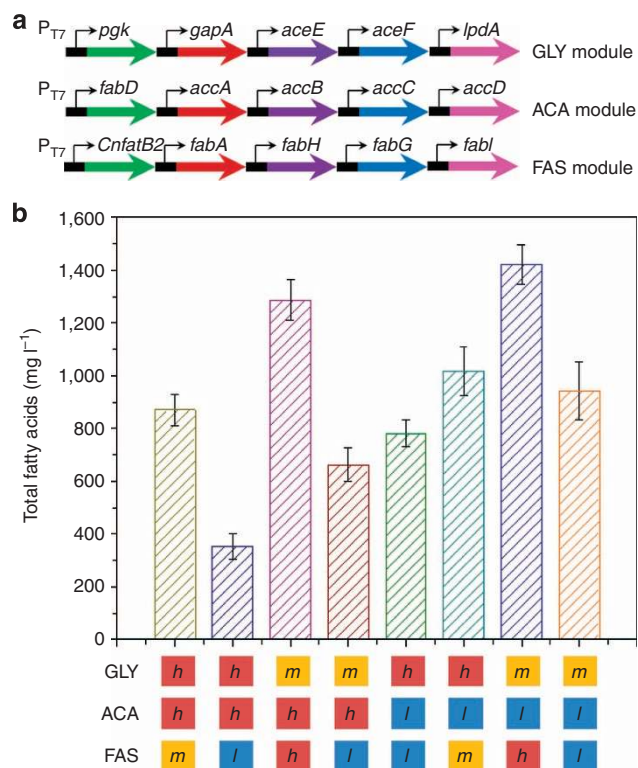 a
pgk gapA aceE aceF lpdA
PT7 GLY module
fabD accA accB accC accD
PT7 ACA module
CnfatB2 fabA fabH fabG fabI
PT7 FAS module
b
Total fatty acids (mg l⁻¹)
1,600
1,400
1,200
1,000
800
600
400
200
0
GLY h h m m h h m m
ACA h h h h l l l l
FAS m l h l l m h l